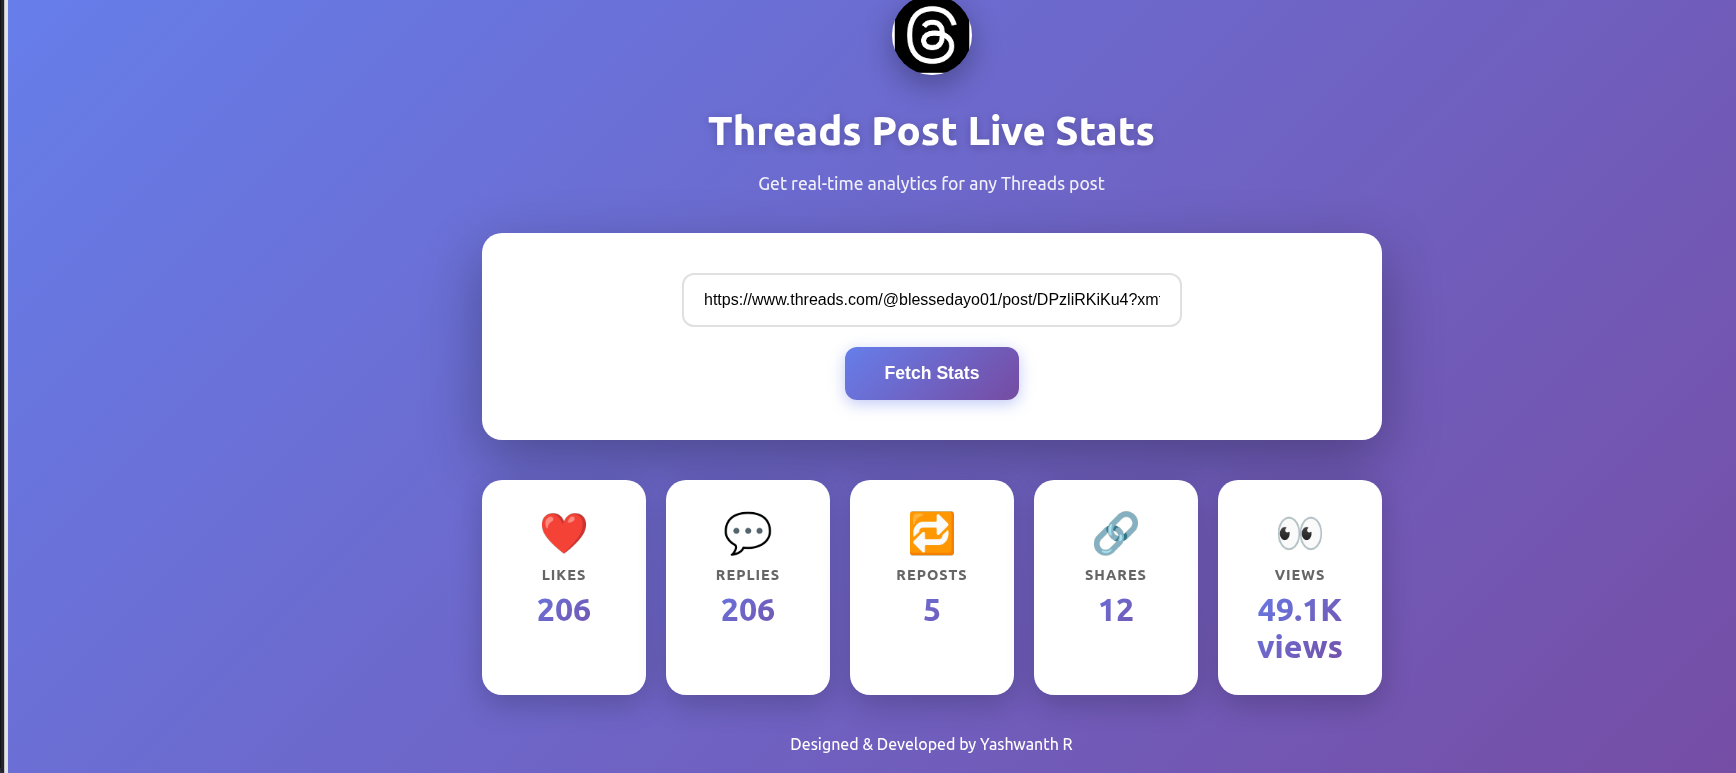 Threads Post Live Stats
Get real-time analytics for any Threads post
https://www.threads.com/@blessedayo01/post/DPzliRKiKu4?xm
Fetch Stats
LIKES
206
REPLIES
206
REPOSTS
5
SHARES
12
VIEWS
49.1K
views
Designed & Developed by Yashwanth R